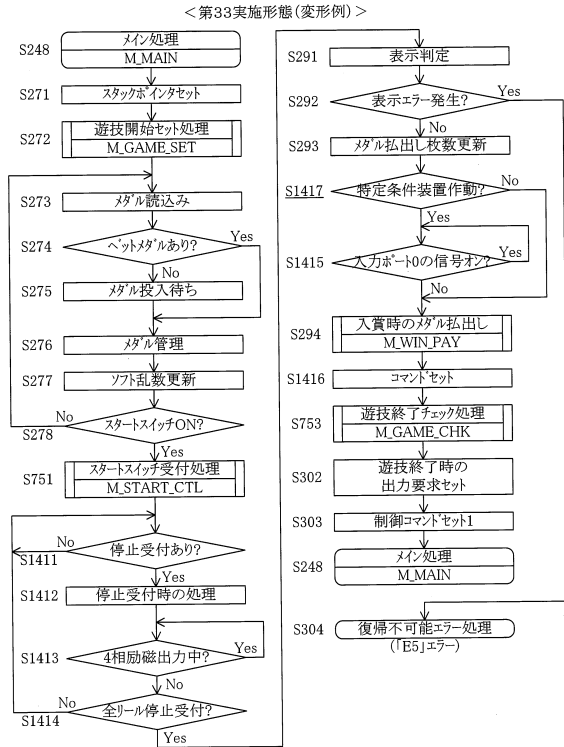 ＜第33実施形態(変形例)＞
S248
メイン処理
M_MAIN
S271
スタックポインタセット
S272
遊技開始セット処理
M_GAME_SET
S273
メダル読込み
S274
ベットメダルあり?
Yes
No
S275
メダル投入待ち
S276
メダル管理
S277
ソフト乱数更新
No
S278
スタートスイッチON?
Yes
S751
スタートスイッチ受付処理
M_START_CTL
No
S1411
停止受付あり?
Yes
S1412
停止受付時の処理
Yes
S1413
4相励磁出力中?
No
No
S1414
全リール停止受付?
Yes
S291
表示判定
S292
表示エラー発生?
Yes
No
S293
メダル払出し枚数更新
S1417
特定条件装置作動?
No
Yes
Yes
S1415
入力ポート0の信号オン?
No
S294
入賞時のメダル払出し
M_WIN_PAY
S1416
コマンドセット
S753
遊技終了チェック処理
M_GAME_CHK
S302
遊技終了時の
出力要求セット
S303
制御コマンドセット1
S248
メイン処理
M_MAIN
S304
復帰不可能エラー処理
(「E5」エラー)